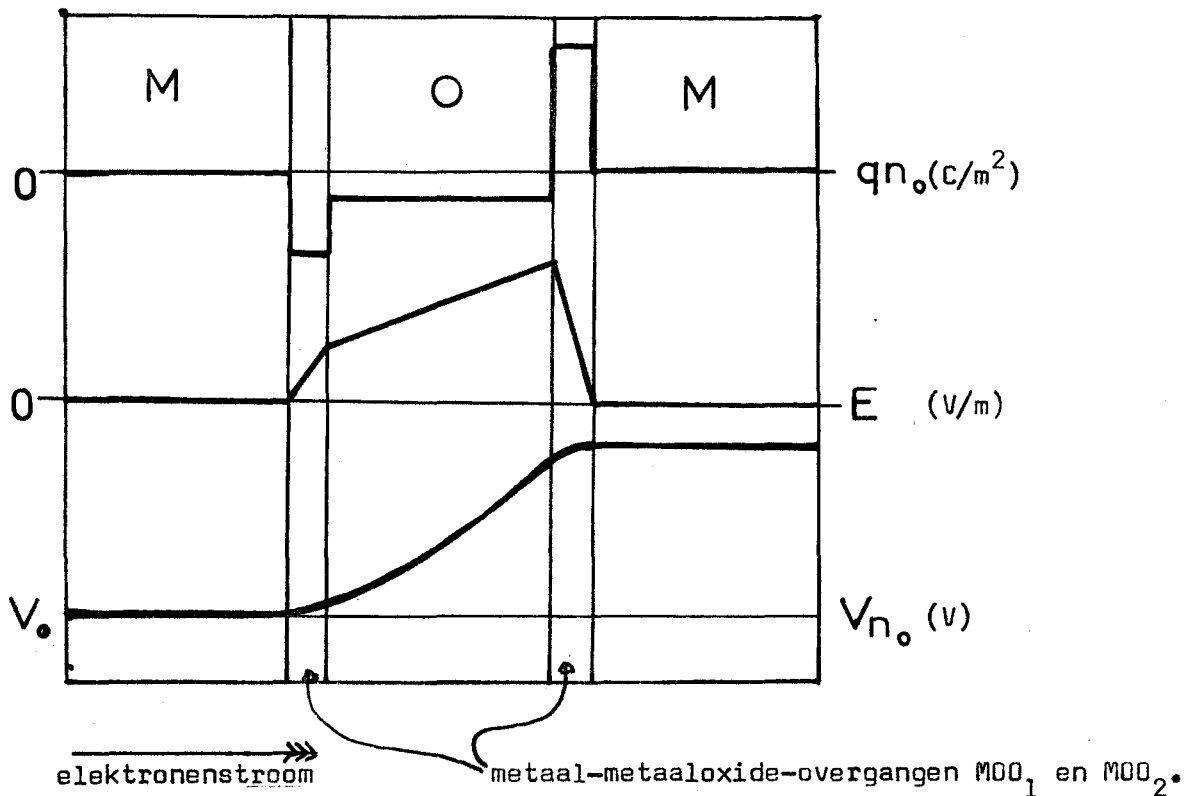 M O M
0 qn₀(C/m²)
0 E (V/m)
V₀ Vn₀ (V)
elektronenstroom metaal-metaaloxide-overgangen MOO₁ en MOO₂.